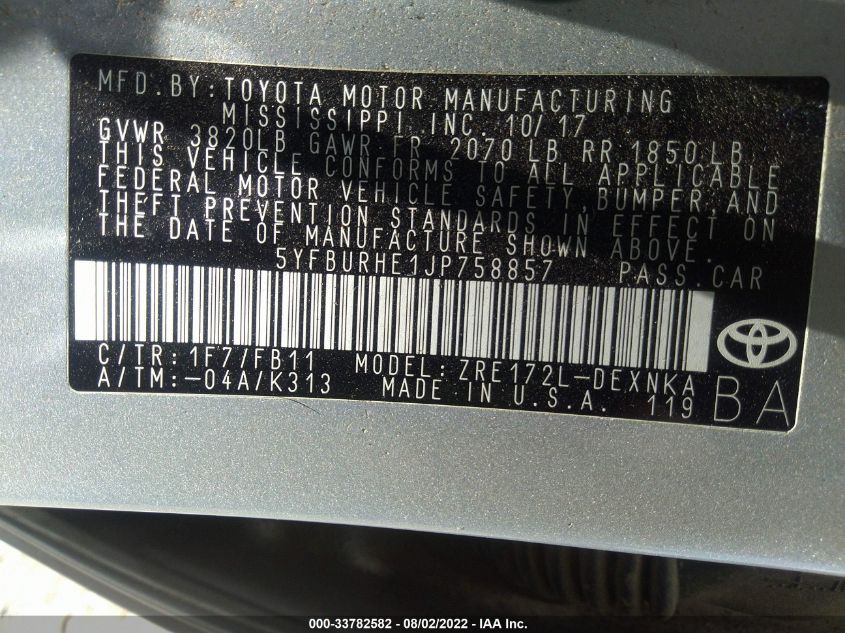 MFD.BY: TOYOTA MOTOR MANUFACTURING
MISSISSIPPI, INC. 10/17
GVWR 3820LB GAWR FR 2070 LB RR 1850 LB
THIS VEHICLE CONFORMS TO ALL APPLICABLE
FEDERAL MOTOR VEHICLE SAFETY, BUMPER, AND
THEFT PREVENTION STANDARDS IN EFFECT ON
THE DATE OF MANUFACTURE SHOWN ABOVE.
5YFBURHE1JP758857 PASS.CAR
C/TR: 1F7/FB11 MODEL: ZRE172L-DEXNKA
A/TM: -04A/K313 MADE IN U.S.A. 119 BA
000-33782582 - 08/02/2022 - IAA Inc.